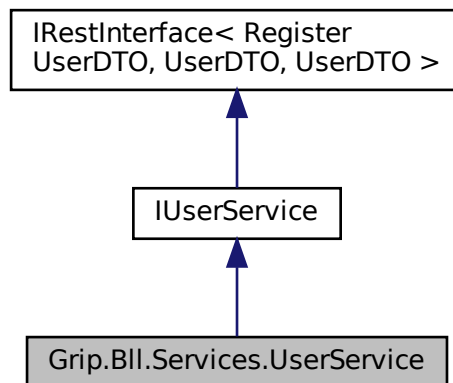 IRestInterface< Register
UserDTO, UserDTO, UserDTO >
IUserService
Grip.Bll.Services.UserService